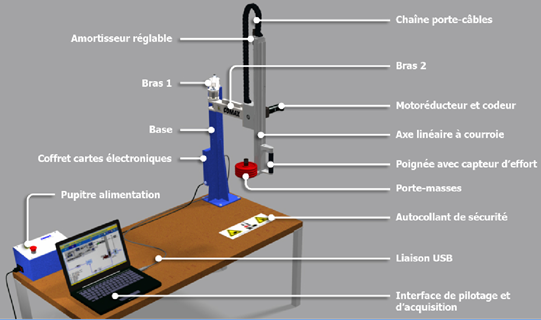 Chaîne porte-câbles
Amortisseur réglable
Bras 2
Bras 1
Motoréducteur et codeur
COMAX
Base
Axe linéaire à courroie
Coffret cartes électroniques
Poignée avec capteur d'effort
Porte-masses
Pupitre alimentation
Autocollant de sécurité
Liaison USB
Interface de pilotage et
d'acquisition